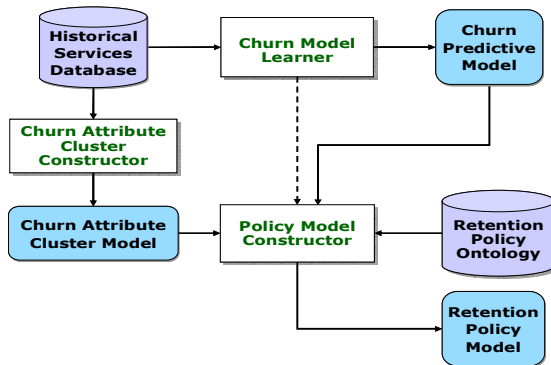 Historical
Services
Database
Churn Model
Learner
Churn
Predictive
Model
Churn Attribute
Cluster
Constructor
Churn Attribute
Cluster Model
Policy Model
Constructor
Retention
Policy
Ontology
Retention
Policy
Model